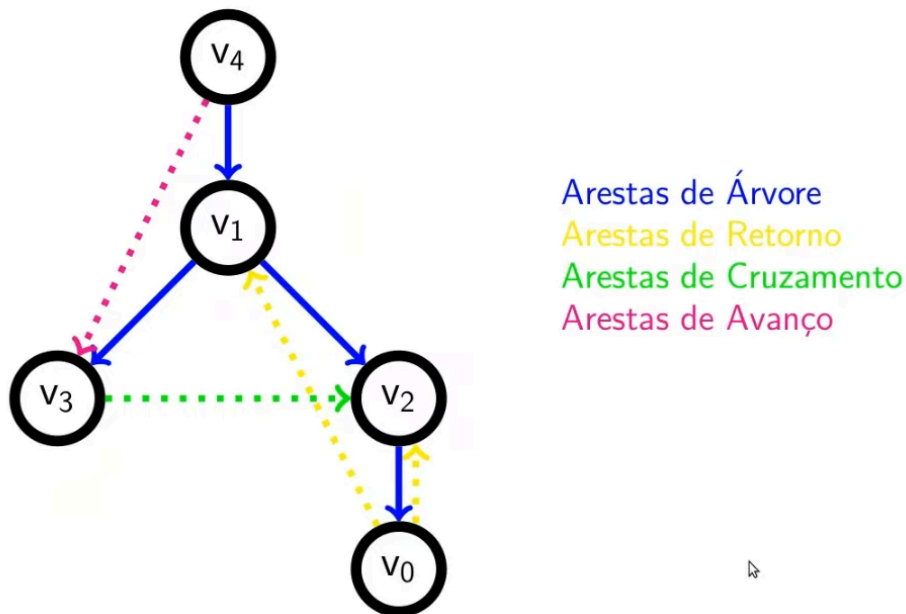 v₄
v₁
Arestas de Árvore
Arestas de Retorno
Arestas de Cruzamento
Arestas de Avanço
v₃
v₂
v₀